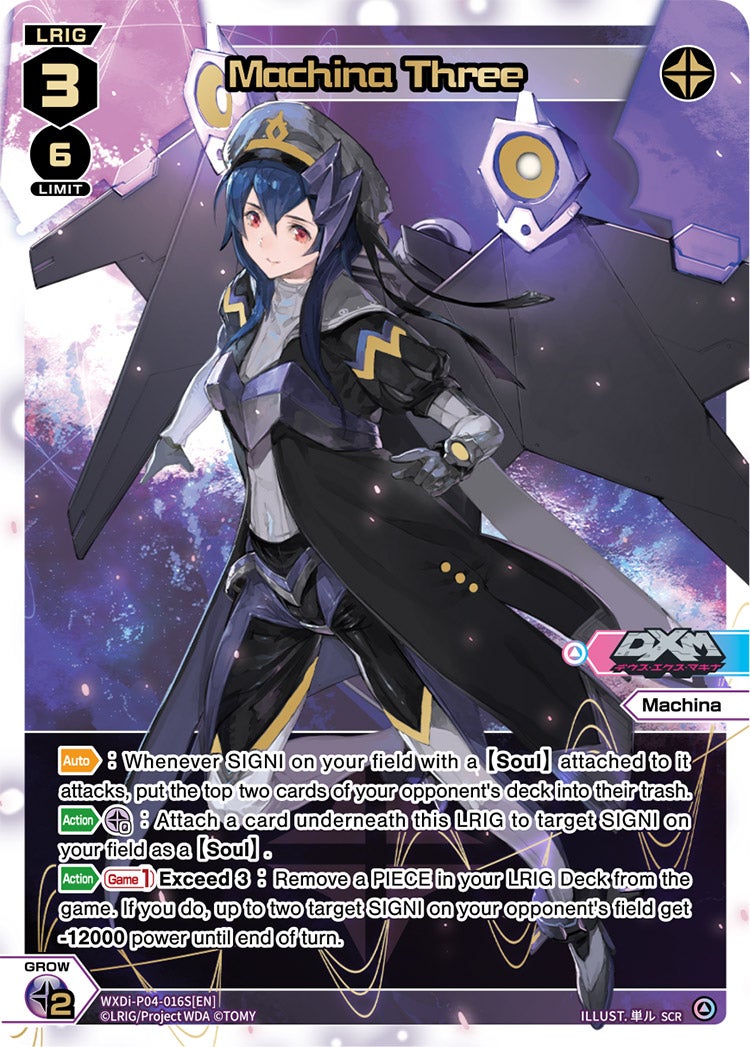 LRIG
3
Machina Three
6
LIMIT
DXM
デウス・エクス・マキナ
Machina
Auto : Whenever SIGNI on your field with a 【Soul】 attached to it
attacks, put the top two cards of your opponent's deck into their trash.
Action 0 : Attach a card underneath this LRIG to target SIGNI on
your field as a 【Soul】.
Action Game 1 Exceed 3 : Remove a PIECE in your LRIG Deck from the
game. If you do, up to two target SIGNI on your opponent's field get
-12000 power until end of turn.
GROW
2
WXDi-P04-016S[EN]
©LRIG/Project WDA ©TOMY
ILLUST. 単ル SCR